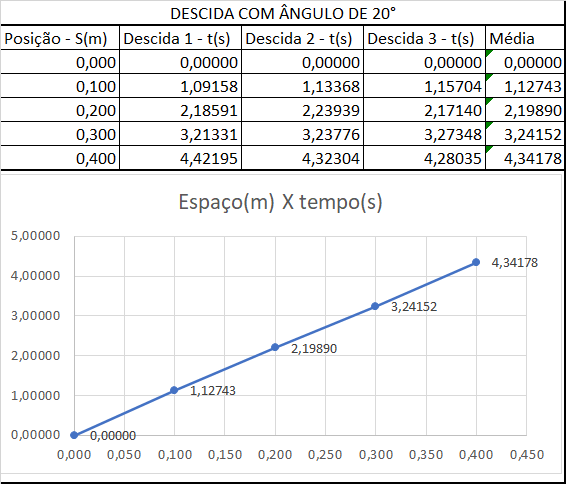 DESCIDA COM ÂNGULO DE 20°
Posição - S(m) Descida 1 - t(s) Descida 2 - t(s) Descida 3 - t(s) Média
0,000 0,00000 0,00000 0,00000 0,00000
0,100 1,09158 1,13368 1,15704 1,12743
0,200 2,18591 2,23939 2,17140 2,19890
0,300 3,21331 3,23776 3,27348 3,24152
0,400 4,42195 4,32304 4,28035 4,34178
Espaço(m) X tempo(s)
5,00000
4,00000
3,00000
2,00000
1,00000
0,00000
4,34178
3,24152
2,19890
1,12743
0,00000
0,000 0,050 0,100 0,150 0,200 0,250 0,300 0,350 0,400 0,450